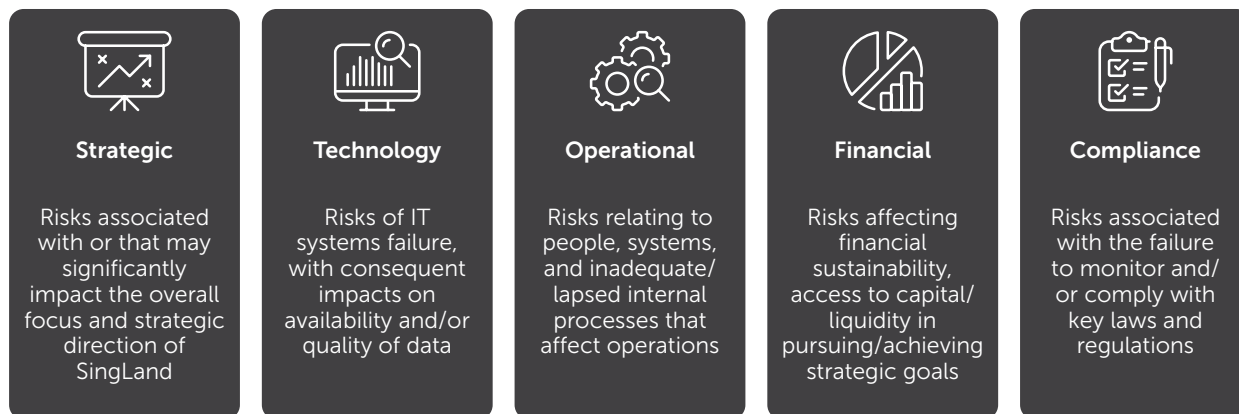 Strategic
Risks associated
with or that may
significantly
impact the overall
focus and strategic
direction of
SingLand
Technology
Risks of IT
systems failure,
with consequent
impacts on
availability and/or
quality of data
Operational
Risks relating to
people, systems,
and inadequate/
lapsed internal
processes that
affect operations
Financial
Risks affecting
financial
sustainability,
access to capital/
liquidity in
pursuing/achieving
strategic goals
Compliance
Risks associated
with the failure
to monitor and/
or comply with
key laws and
regulations